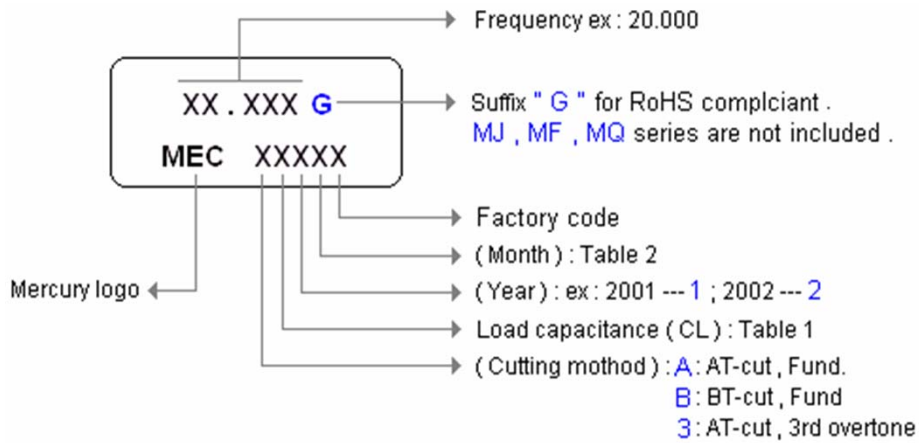 Frequency ex : 20.000
XX . XXX G
Suffix " G " for RoHS complciant .
MJ , MF , MQ series are not included .
MEC XXXXX
Factory code
( Month ) : Table 2
Mercury logo
( Year ) : ex : 2001 --- 1 ; 2002 --- 2
Load capacitance ( CL ) : Table 1
( Cutting mothod ) : A : AT-cut , Fund.
B : BT-cut , Fund
3 : AT-cut , 3rd overtone